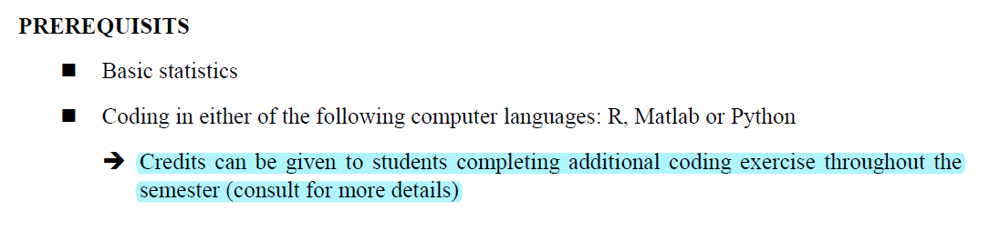 PREREQUISITS
■ Basic statistics
■ Coding in either of the following computer languages: R, Matlab or Python
➔ Credits can be given to students completing additional coding exercise throughout the
semester (consult for more details)